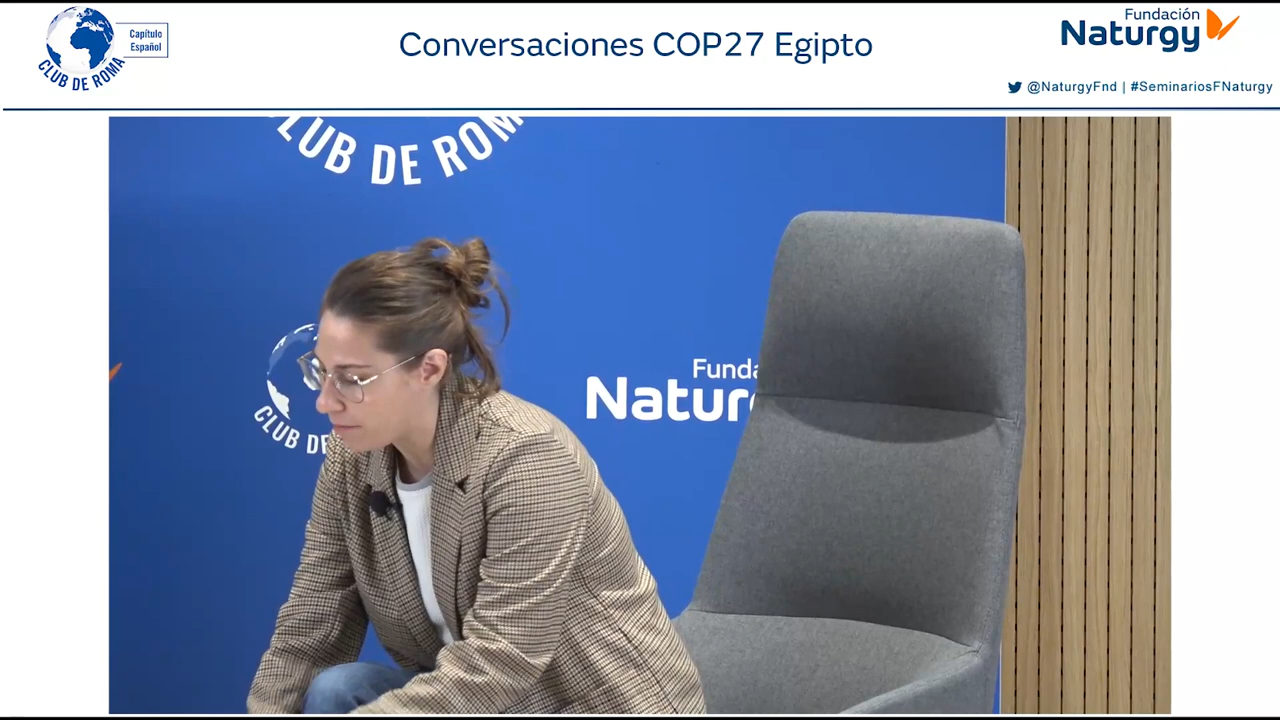 Capítulo
Español
CLUB DE ROMA
Conversaciones COP27 Egipto
Fundación
Naturgy
@NaturgyFnd | #SeminariosFNaturgy
CLUB DE ROM
CLUB DE
Funda
Natur